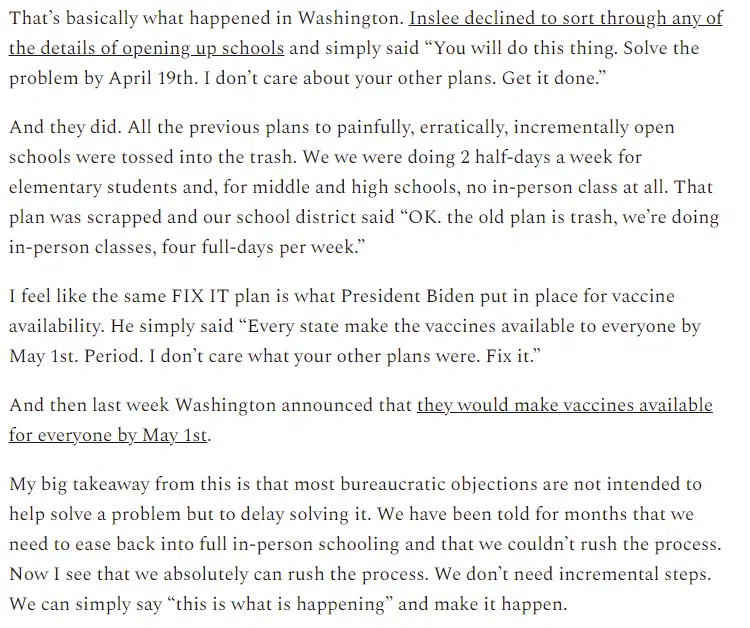 That’s basically what happened in Washington. Inslee declined to sort through any of
the details of opening up schools and simply said “You will do this thing. Solve the
problem by April 19th. I don’t care about your other plans. Get it done.”
And they did. All the previous plans to painfully, erratically, incrementally open
schools were tossed into the trash. We we were doing 2 half-days a week for
elementary students and, for middle and high schools, no in-person class at all. That
plan was scrapped and our school district said “OK. the old plan is trash, we’re doing
in-person classes, four full-days per week.”
I feel like the same FIX IT plan is what President Biden put in place for vaccine
availability. He simply said “Every state make the vaccines available to everyone by
May 1st. Period. I don’t care what your other plans were. Fix it.”
And then last week Washington announced that they would make vaccines available
for everyone by May 1st.
My big takeaway from this is that most bureaucratic objections are not intended to
help solve a problem but to delay solving it. We have been told for months that we
need to ease back into full in-person schooling and that we couldn’t rush the process.
Now I see that we absolutely can rush the process. We don’t need incremental steps.
We can simply say “this is what is happening” and make it happen.